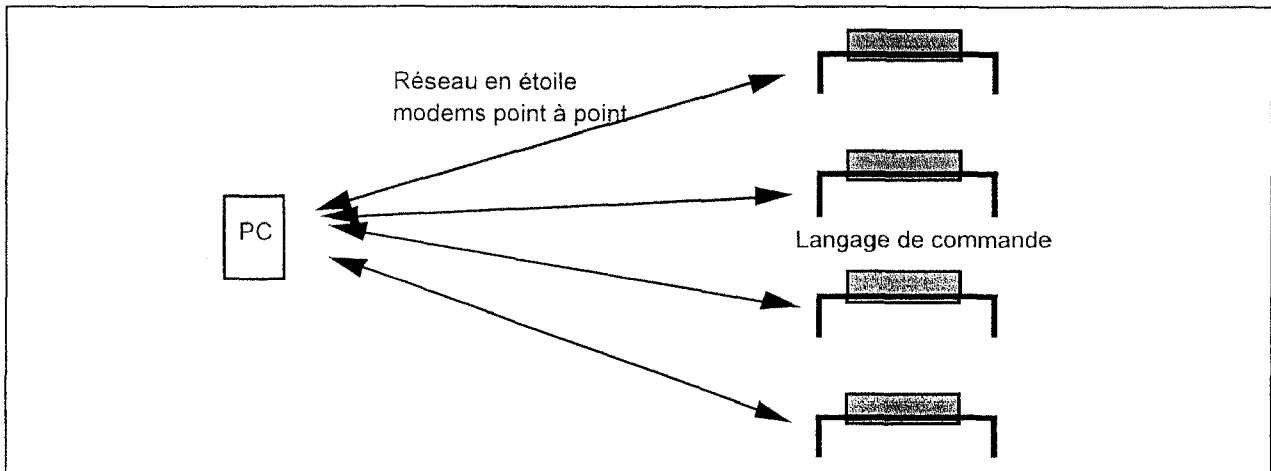 Réseau en étoile
modems point à point
PC
Langage de commande